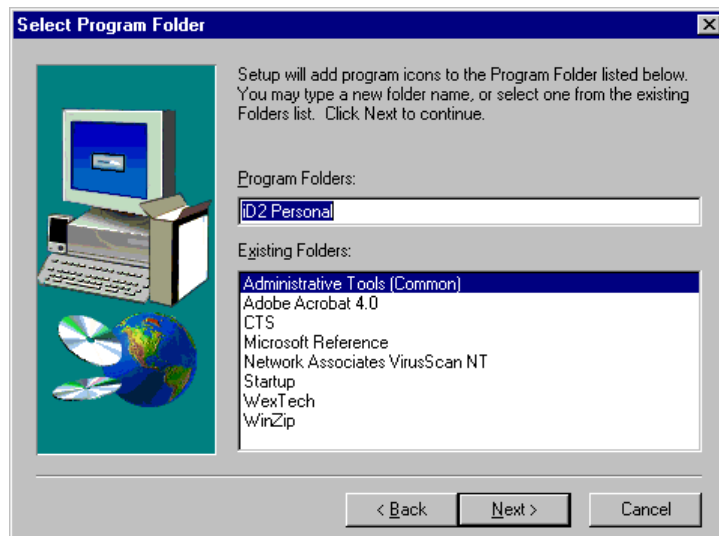 Select Program Folder
Setup will add program icons to the Program Folder listed below.
You may type a new folder name, or select one from the existing
Folders list.  Click Next to continue.
Program Folders:
iD2 Personal
Existing Folders:
Administrative Tools (Common)
Adobe Acrobat 4.0
CTS
Microsoft Reference
Network Associates VirusScan NT
Startup
WexTech
WinZip
< Back
Next >
Cancel